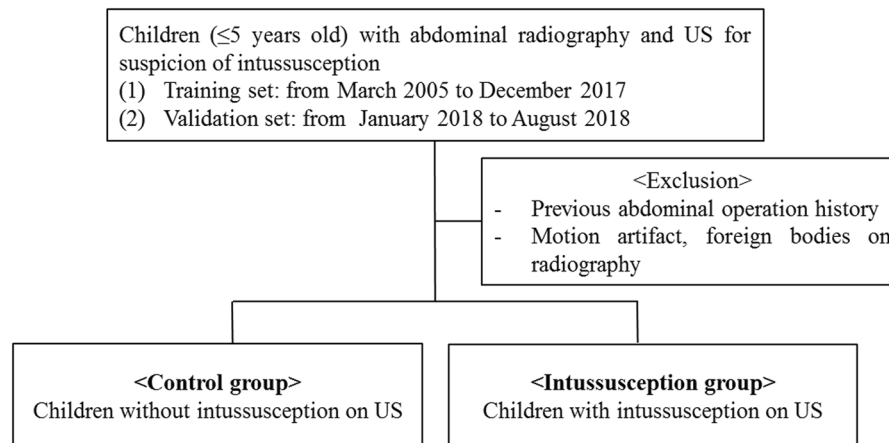 Children (≤5 years old) with abdominal radiography and US for
suspicion of intussusception
(1) Training set: from March 2005 to December 2017
(2) Validation set: from January 2018 to August 2018
<Exclusion>
- Previous abdominal operation history
- Motion artifact, foreign bodies on
radiography
<Control group>
Children without intussusception on US
<Intussusception group>
Children with intussusception on US